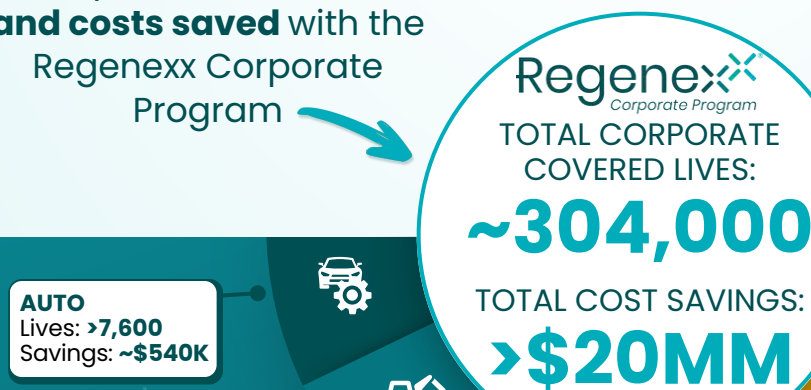 and costs saved with the
Regenexx Corporate
Program
Regenexx
Corporate Program
TOTAL CORPORATE
COVERED LIVES:
~304,000
TOTAL COST SAVINGS:
>$20MM
AUTO
Lives: >7,600
Savings: ~$540K